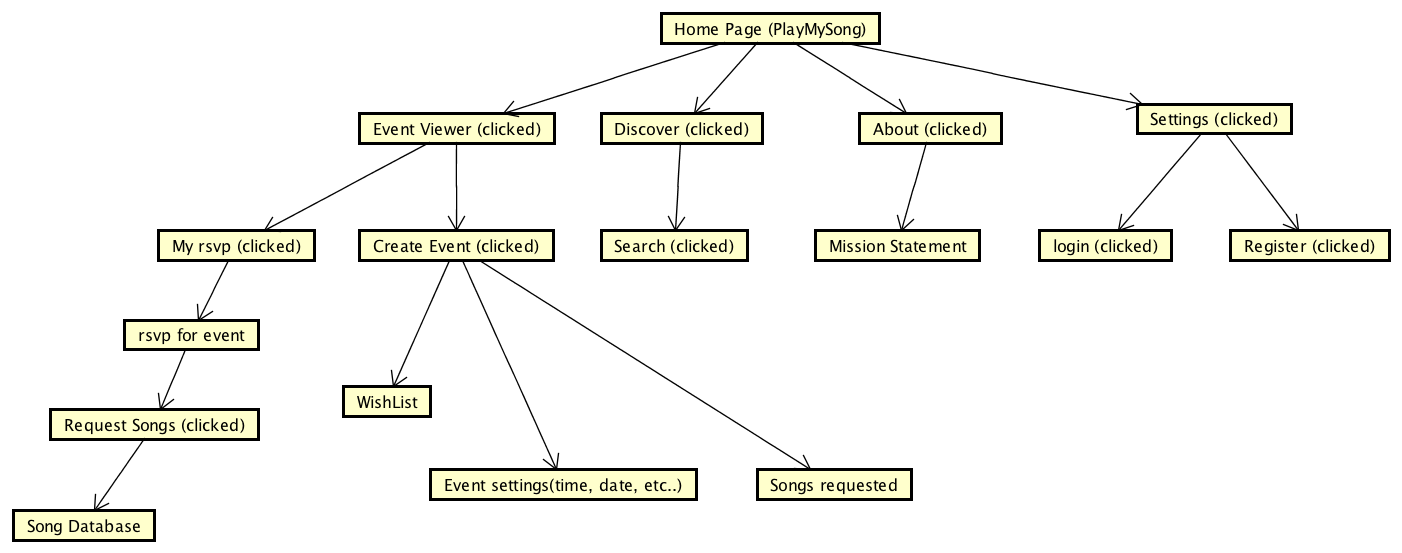 Home Page (PlayMySong)
Event Viewer (clicked)
Discover (clicked)
About (clicked)
Settings (clicked)
My rsvp (clicked)
Create Event (clicked)
Search (clicked)
Mission Statement
login (clicked)
Register (clicked)
rsvp for event
WishList
Request Songs (clicked)
Event settings(time, date, etc..)
Songs requested
Song Database